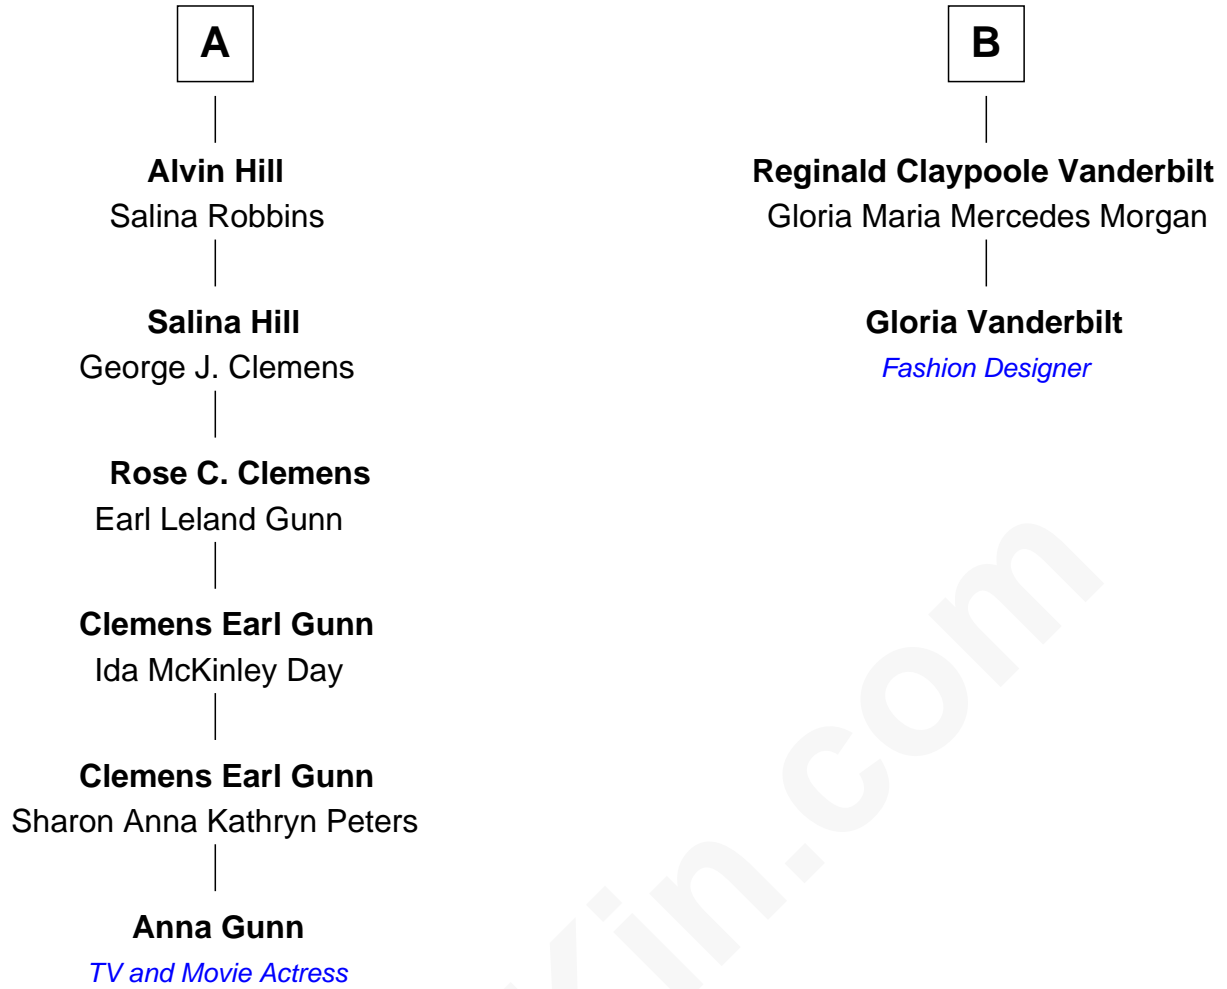 A
Alvin Hill
Salina Robbins
Salina Hill
George J. Clemens
Rose C. Clemens
Earl Leland Gunn
Clemens Earl Gunn
Ida McKinley Day
Clemens Earl Gunn
Sharon Anna Kathryn Peters
Anna Gunn
TV and Movie Actress
B
Reginald Claypoole Vanderbilt
Gloria Maria Mercedes Morgan
Gloria Vanderbilt
Fashion Designer